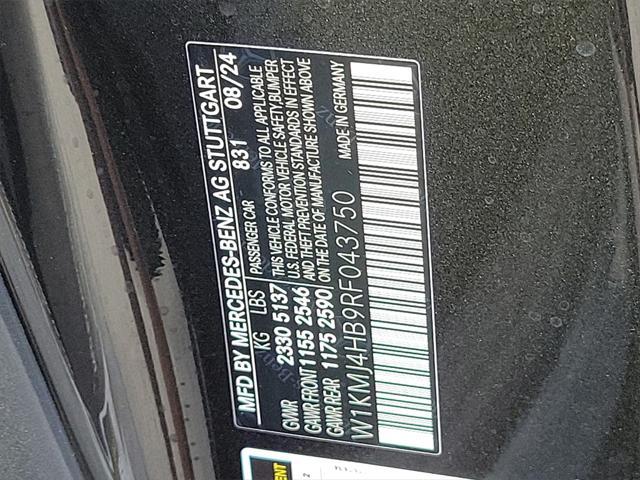 MFD BY MERCEDES-BENZ AG STUTTGART
831 08/24
KG LBS
GVWR 2330 5137
GAWR FRONT 1155 2546
GAWR REAR 1175 2590
PASSENGER CAR
THIS VEHICLE CONFORMS TO ALL APPLICABLE
U.S. FEDERAL MOTOR VEHICLE SAFETY,BUMPER
AND THEFT PREVENTION STANDARDS IN EFFECT
ON THE DATE OF MANUFACTURE SHOWN ABOVE
MADE IN GERMANY
W1KMJ4HB9RF043750